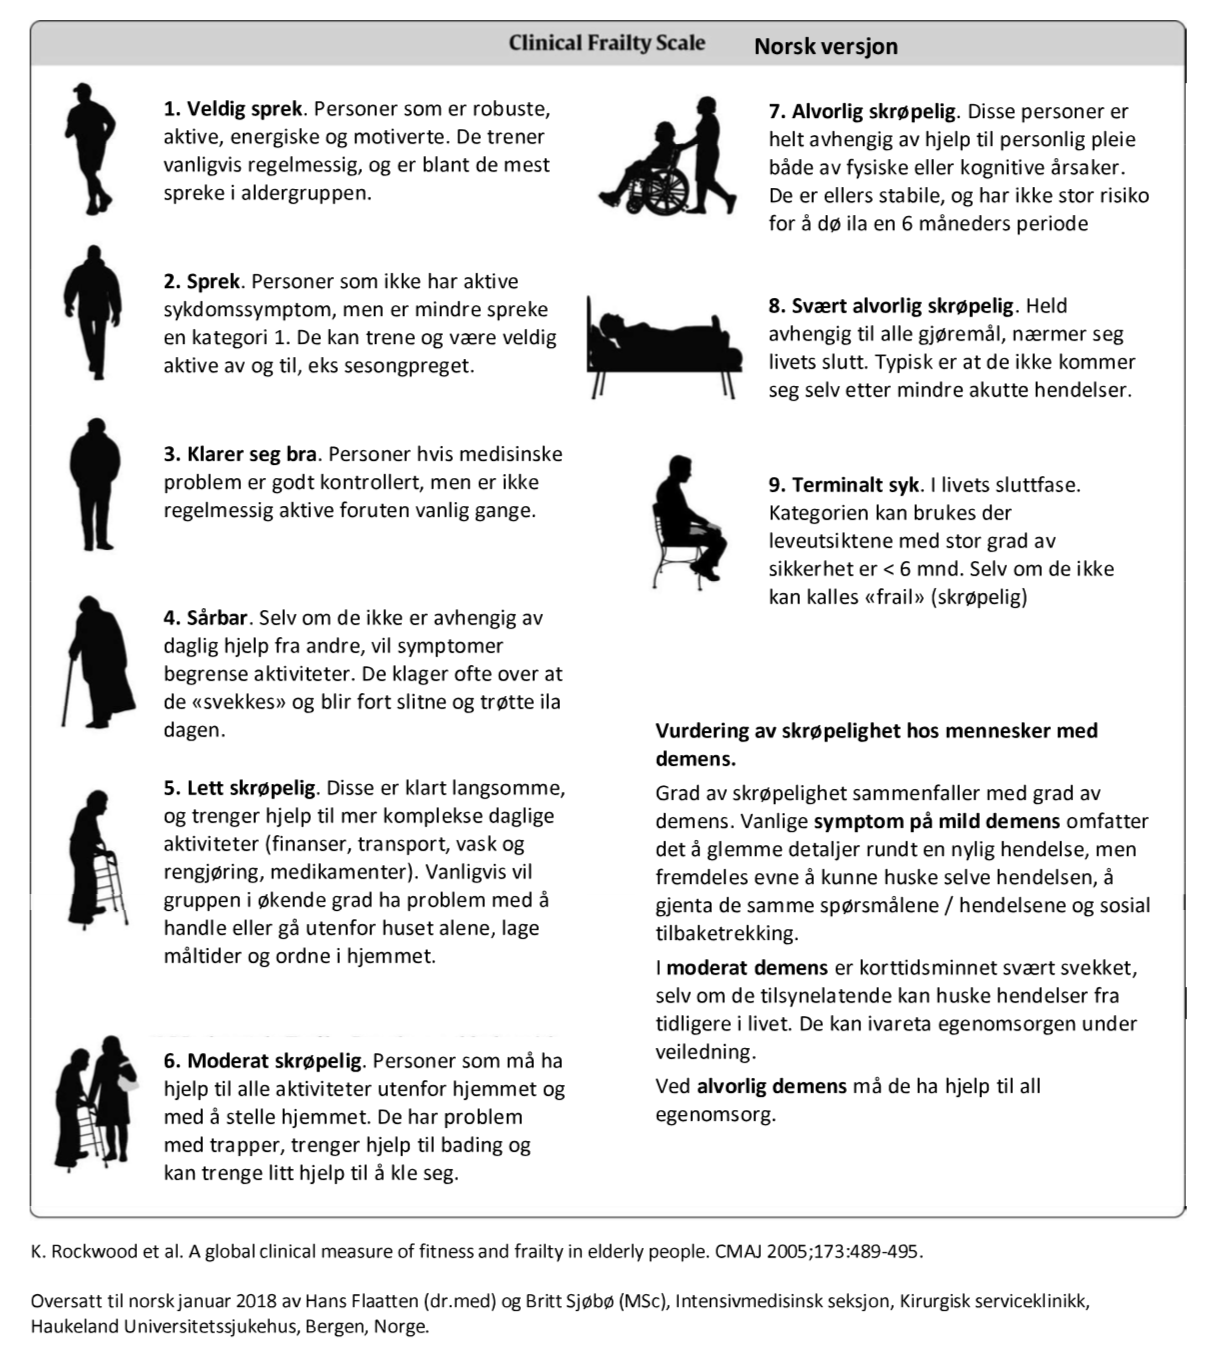 Clinical Frailty Scale Norsk versjon
1. Veldig sprek. Personer som er robuste,
aktive, energiske og motiverte. De trener
vanligvis regelmessig, og er blant de mest
spreke i aldergruppen.
2. Sprek. Personer som ikke har aktive
sykdomssymptom, men er mindre spreke
en kategori 1. De kan trene og være veldig
aktive av og til, eks sesongpreget.
3. Klarer seg bra. Personer hvis medisinske
problem er godt kontrollert, men er ikke
regelmessig aktive foruten vanlig gange.
4. Sårbar. Selv om de ikke er avhengig av
daglig hjelp fra andre, vil symptomer
begrense aktiviteter. De klager ofte over at
de «svekkes» og blir fort slitne og trøtte ila
dagen.
5. Lett skrøpelig. Disse er klart langsomme,
og trenger hjelp til mer komplekse daglige
aktiviteter (finanser, transport, vask og
rengjøring, medikamenter). Vanligvis vil
gruppen i økende grad ha problem med å
handle eller gå utenfor huset alene, lage
måltider og ordne i hjemmet.
6. Moderat skrøpelig. Personer som må ha
hjelp til alle aktiviteter utenfor hjemmet og
med å stelle hjemmet. De har problem
med trapper, trenger hjelp til bading og
kan trenge litt hjelp til å kle seg.
7. Alvorlig skrøpelig. Disse personer er
helt avhengig av hjelp til personlig pleie
både av fysiske eller kognitive årsaker.
De er ellers stabile, og har ikke stor risiko
for å dø ila en 6 måneders periode
8. Svært alvorlig skrøpelig. Held
avhengig til alle gjøremål, nærmer seg
livets slutt. Typisk er at de ikke kommer
seg selv etter mindre akutte hendelser.
9. Terminalt syk. I livets sluttfase.
Kategorien kan brukes der
leveutsiktene med stor grad av
sikkerhet er < 6 mnd. Selv om de ikke
kan kalles «frail» (skrøpelig)
Vurdering av skrøpelighet hos mennesker med
demens.
Grad av skrøpelighet sammenfaller med grad av
demens. Vanlige symptom på mild demens omfatter
det å glemme detaljer rundt en nylig hendelse, men
fremdeles evne å kunne huske selve hendelsen, å
gjenta de samme spørsmålene / hendelsene og sosial
tilbaketrekking.
I moderat demens er korttidsminnet svært svekket,
selv om de tilsynelatende kan huske hendelser fra
tidligere i livet. De kan ivareta egenomsorgen under
veiledning.
Ved alvorlig demens må de ha hjelp til all
egenomsorg.
K. Rockwood et al. A global clinical measure of fitness and frailty in elderly people. CMAJ 2005;173:489-495.
Oversatt til norsk januar 2018 av Hans Flaatten (dr.med) og Britt Sjøbø (MSc), Intensivmedisinsk seksjon, Kirurgisk serviceklinikk,
Haukeland Universitetssjukehus, Bergen, Norge.